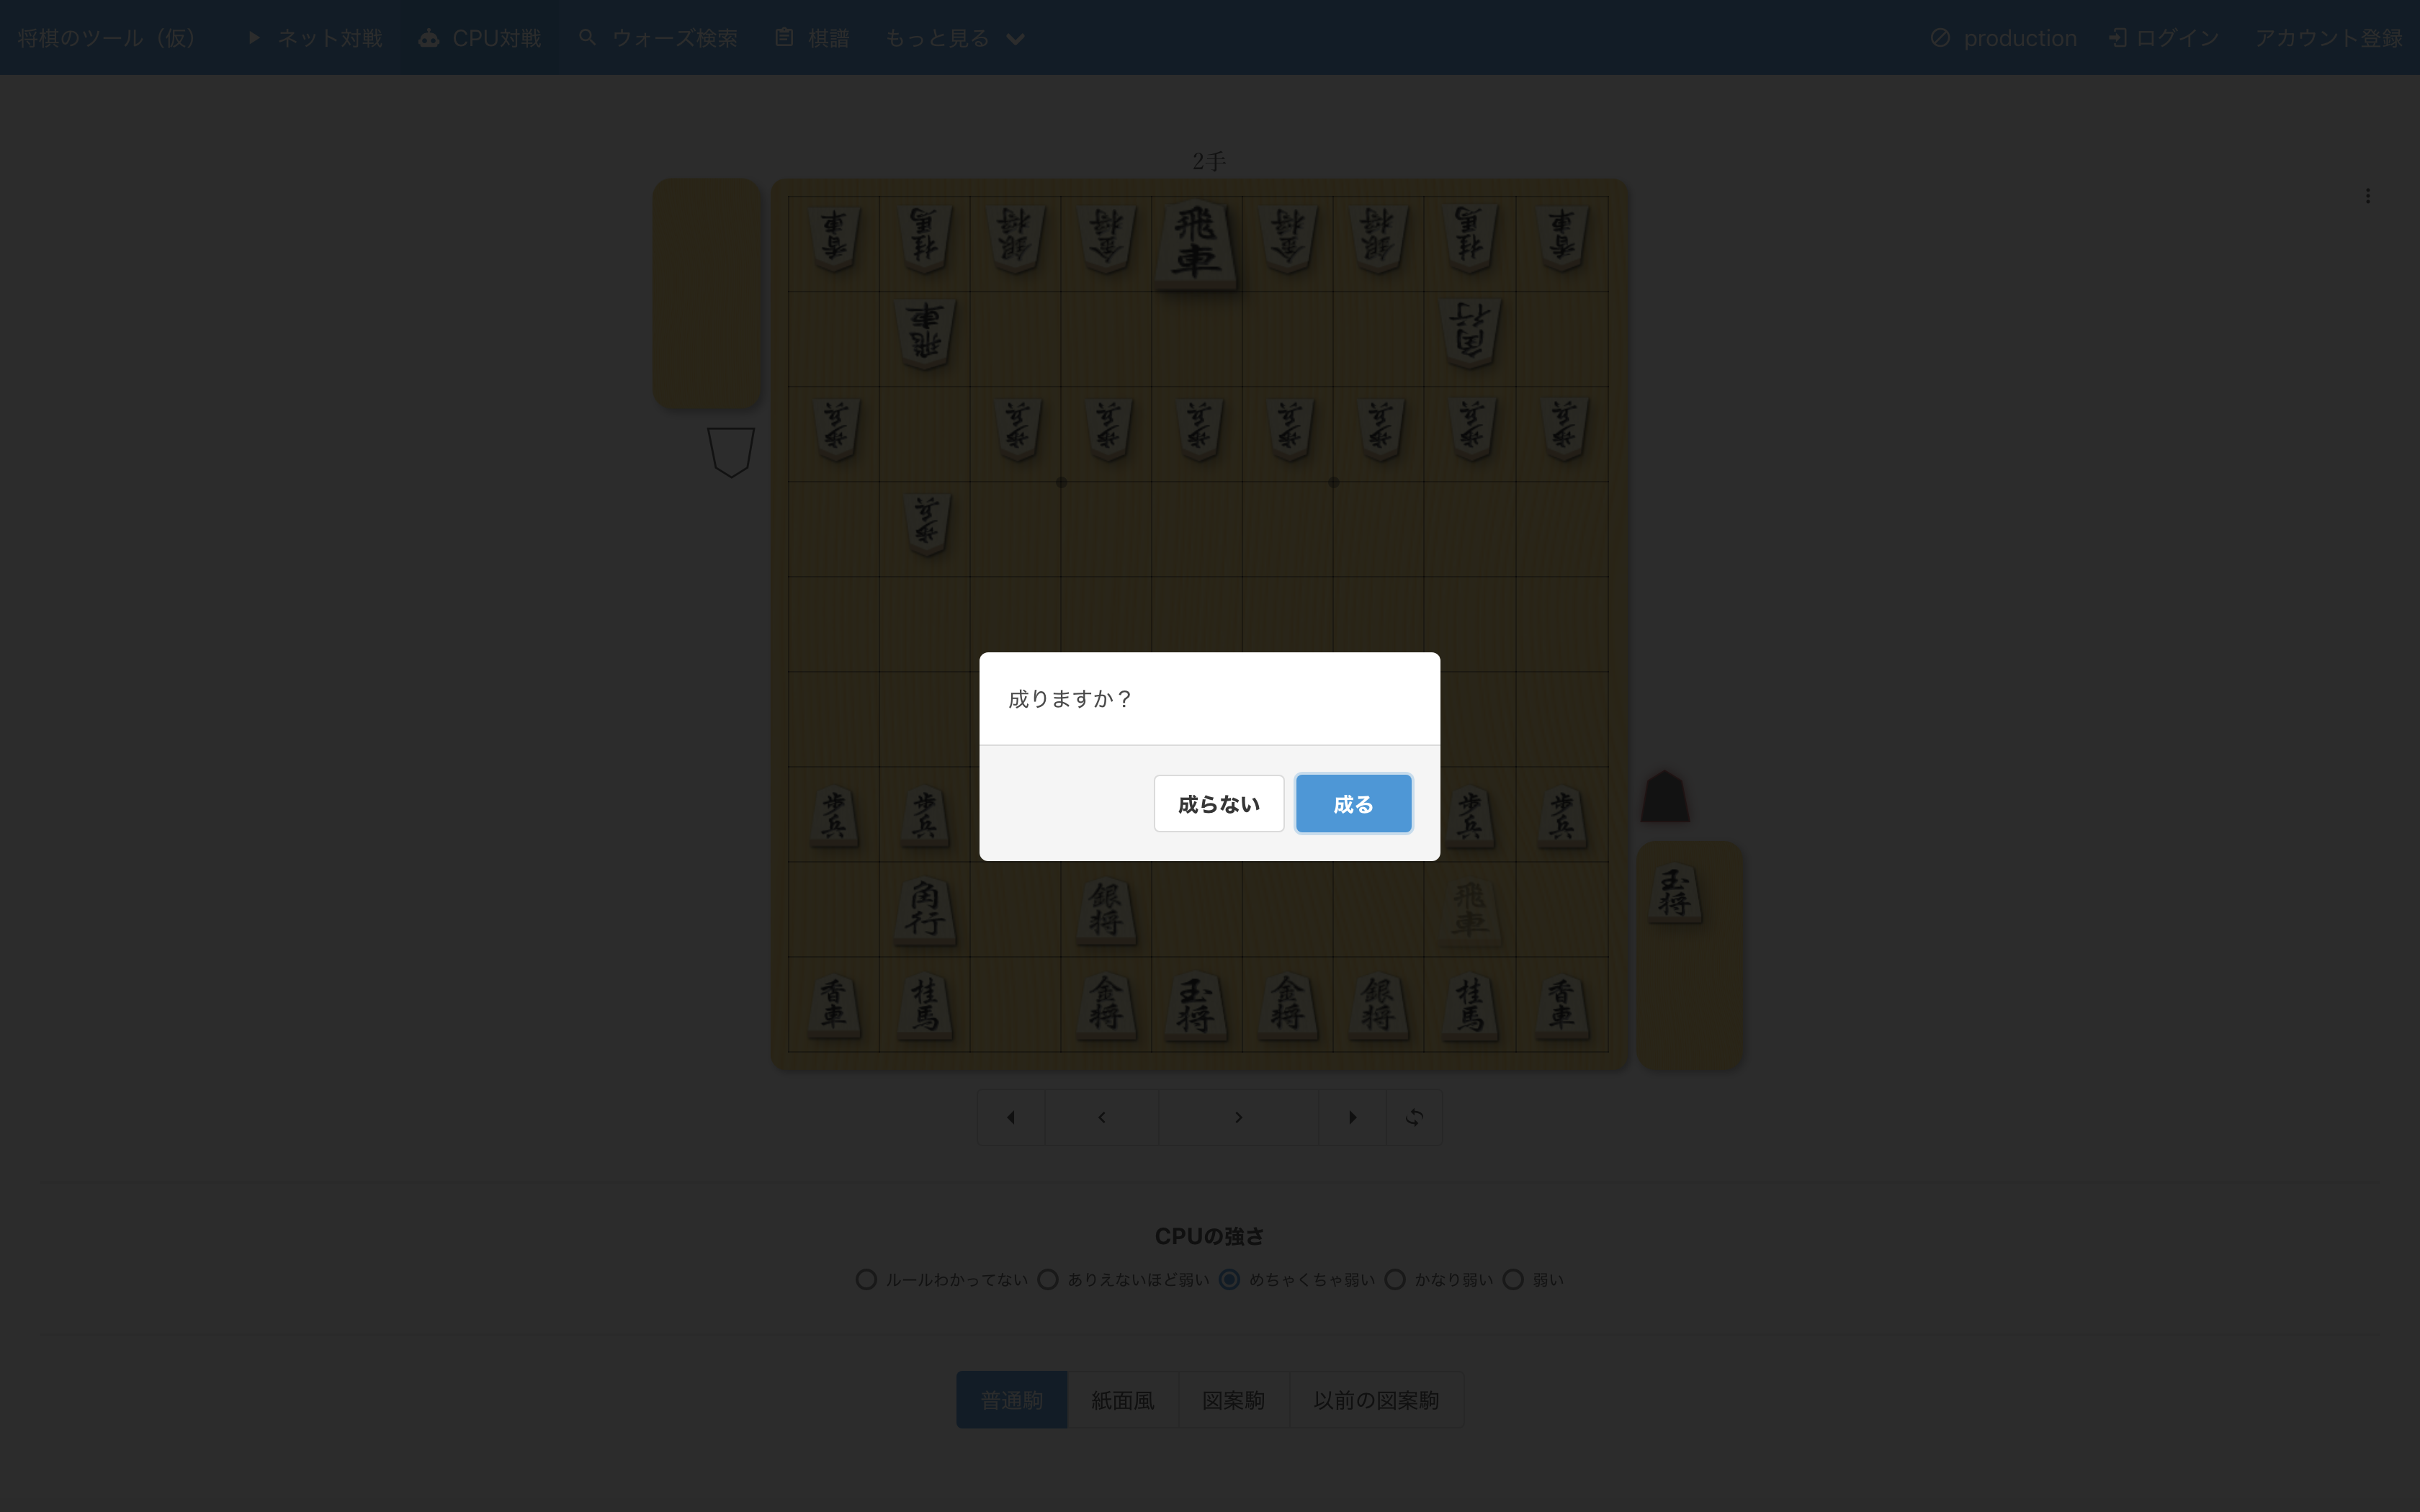 将棋のツール（仮） ネット対戦 CPU対戦 ウォーズ検索 棋譜 もっと見る production ログイン アカウント登録
2手
香車 桂馬 銀将 金将 飛車 金将 銀将 桂馬 香車
飛車 角行
歩兵 歩兵 歩兵 歩兵 歩兵 歩兵 歩兵 歩兵
歩兵
成りますか？
成らない 成る
歩兵 歩兵 歩兵 歩兵
角行 銀将 飛車 玉将
香車 桂馬 金将 玉将 金将 銀将 桂馬 香車
CPUの強さ
ルールわかってない ありえないほど弱い めちゃくちゃ弱い かなり弱い 弱い
普通駒 紙面風 図案駒 以前の図案駒